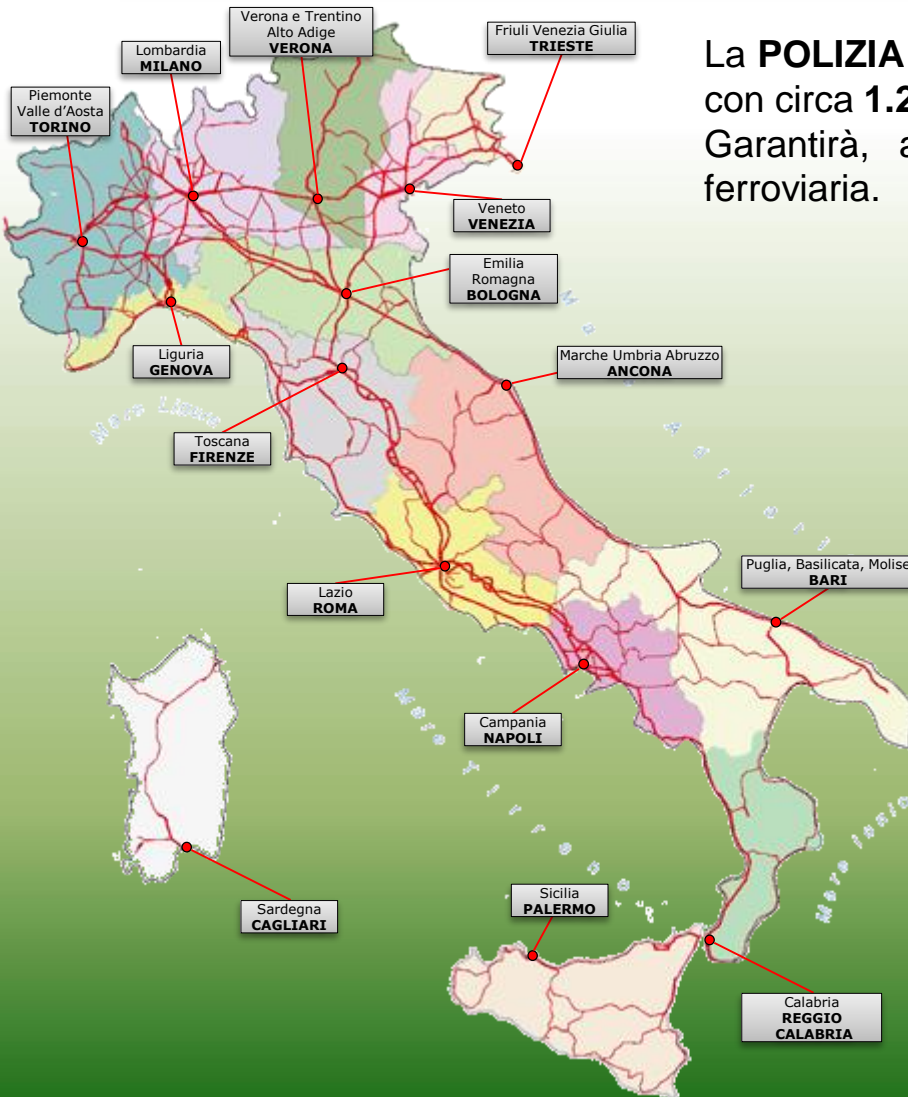 Verona e Trentino
Alto Adige
VERONA
Friuli Venezia Giulia
TRIESTE
Lombardia
MILANO
Piemonte
Valle d'Aosta
TORINO
La POLIZIA
con circa 1.2
Garantirà, a
ferroviaria.
Veneto
VENEZIA
Emilia
Romagna
BOLOGNA
Liguria
GENOVA
Marche Umbria Abruzzo
ANCONA
Mare Ligure
Toscana
FIRENZE
Puglia, Basilicata, Molise
BARI
Lazio
ROMA
Campania
NAPOLI
Sicilia
PALERMO
Sardegna
CAGLIARI
Calabria
REGGIO
CALABRIA